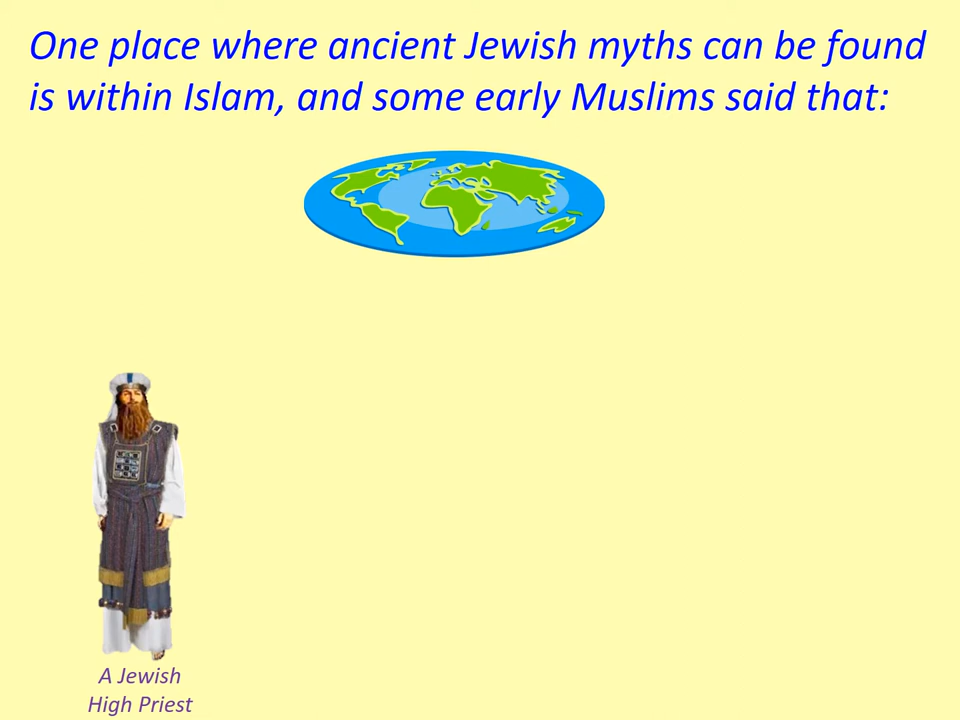 One place where ancient Jewish myths can be found
is within Islam, and some early Muslims said that:
A Jewish
High Priest